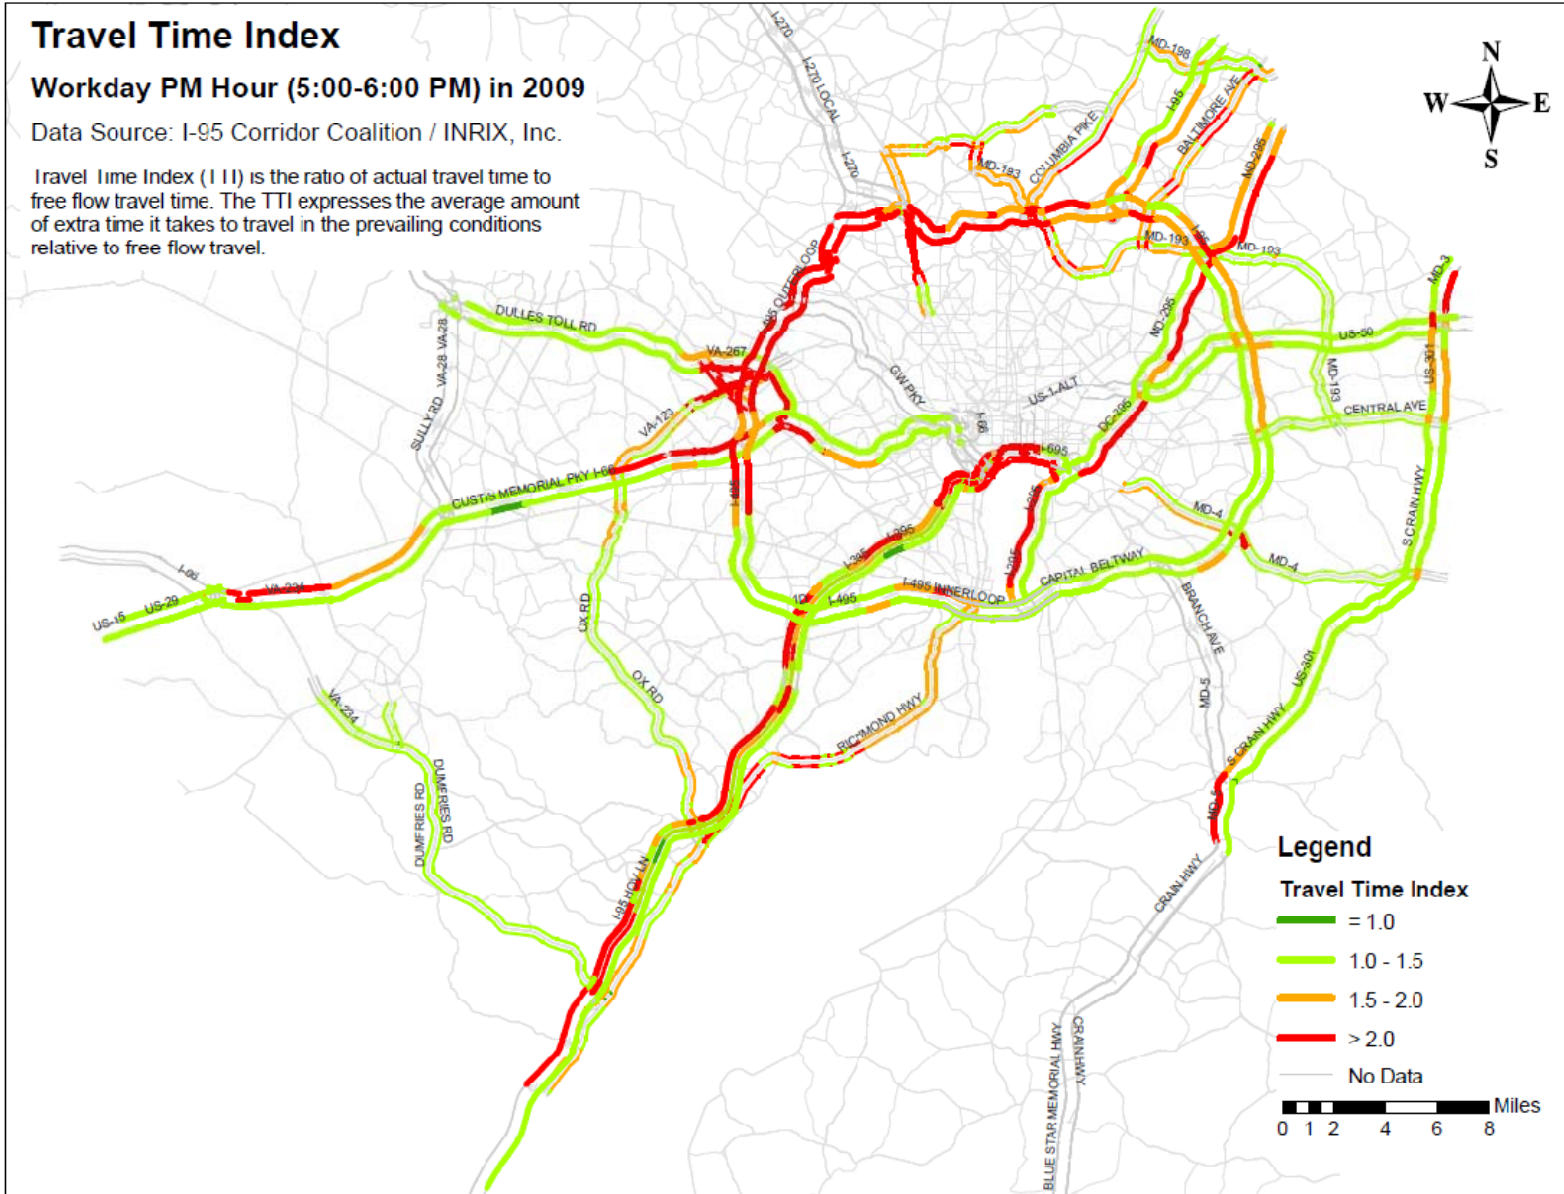 Travel Time Index
Workday PM Hour (5:00-6:00 PM) in 2009
Data Source: I-95 Corridor Coalition / INRIX, Inc.
Travel Time Index (TTI) is the ratio of actual travel time to
free flow travel time. The TTI expresses the average amount
of extra time it takes to travel in the prevailing conditions
relative to free flow travel.
N
W E
S
I-270
I-270 LOCAL
I-270
MD-198
I-95
BALTIMORE AVE
COLUMBIA PIKE
MD-193
MD-295
MD-193
I-95
MD-193
MD-3
I-495 OUTERLOOP
DULLES TOLL RD
VA-267
VA-28
VA-28
SULLY RD
VA-123
GW PKY
US-1-ALT
MD-295
US-50
US-301
MD-193
CENTRAL AVE
DC-295
I-66
I-695
CUSTIS MEMORIAL PKY I-66
I-495
I-395
I-395
I-295
I-295
MD-4
MD-4
S CRAIN HWY
CAPITAL BELTWAY
I-66
VA-234
US-29
US-15
OX RD
OX RD
I-495
I-495 INNERLOOP
BRANCH AVE
MD-5
US-301
S CRAIN HWY
MD-5
RICHMOND HWY
VA-234
DUMFRIES RD
DUMFRIES RD
I-95 HOV LN
CRAIN HWY
CRAIN HWY
BLUE STAR MEMORIAL HWY
Legend
Travel Time Index
= 1.0
1.0 - 1.5
1.5 - 2.0
> 2.0
No Data
Miles
0 1 2 4 6 8